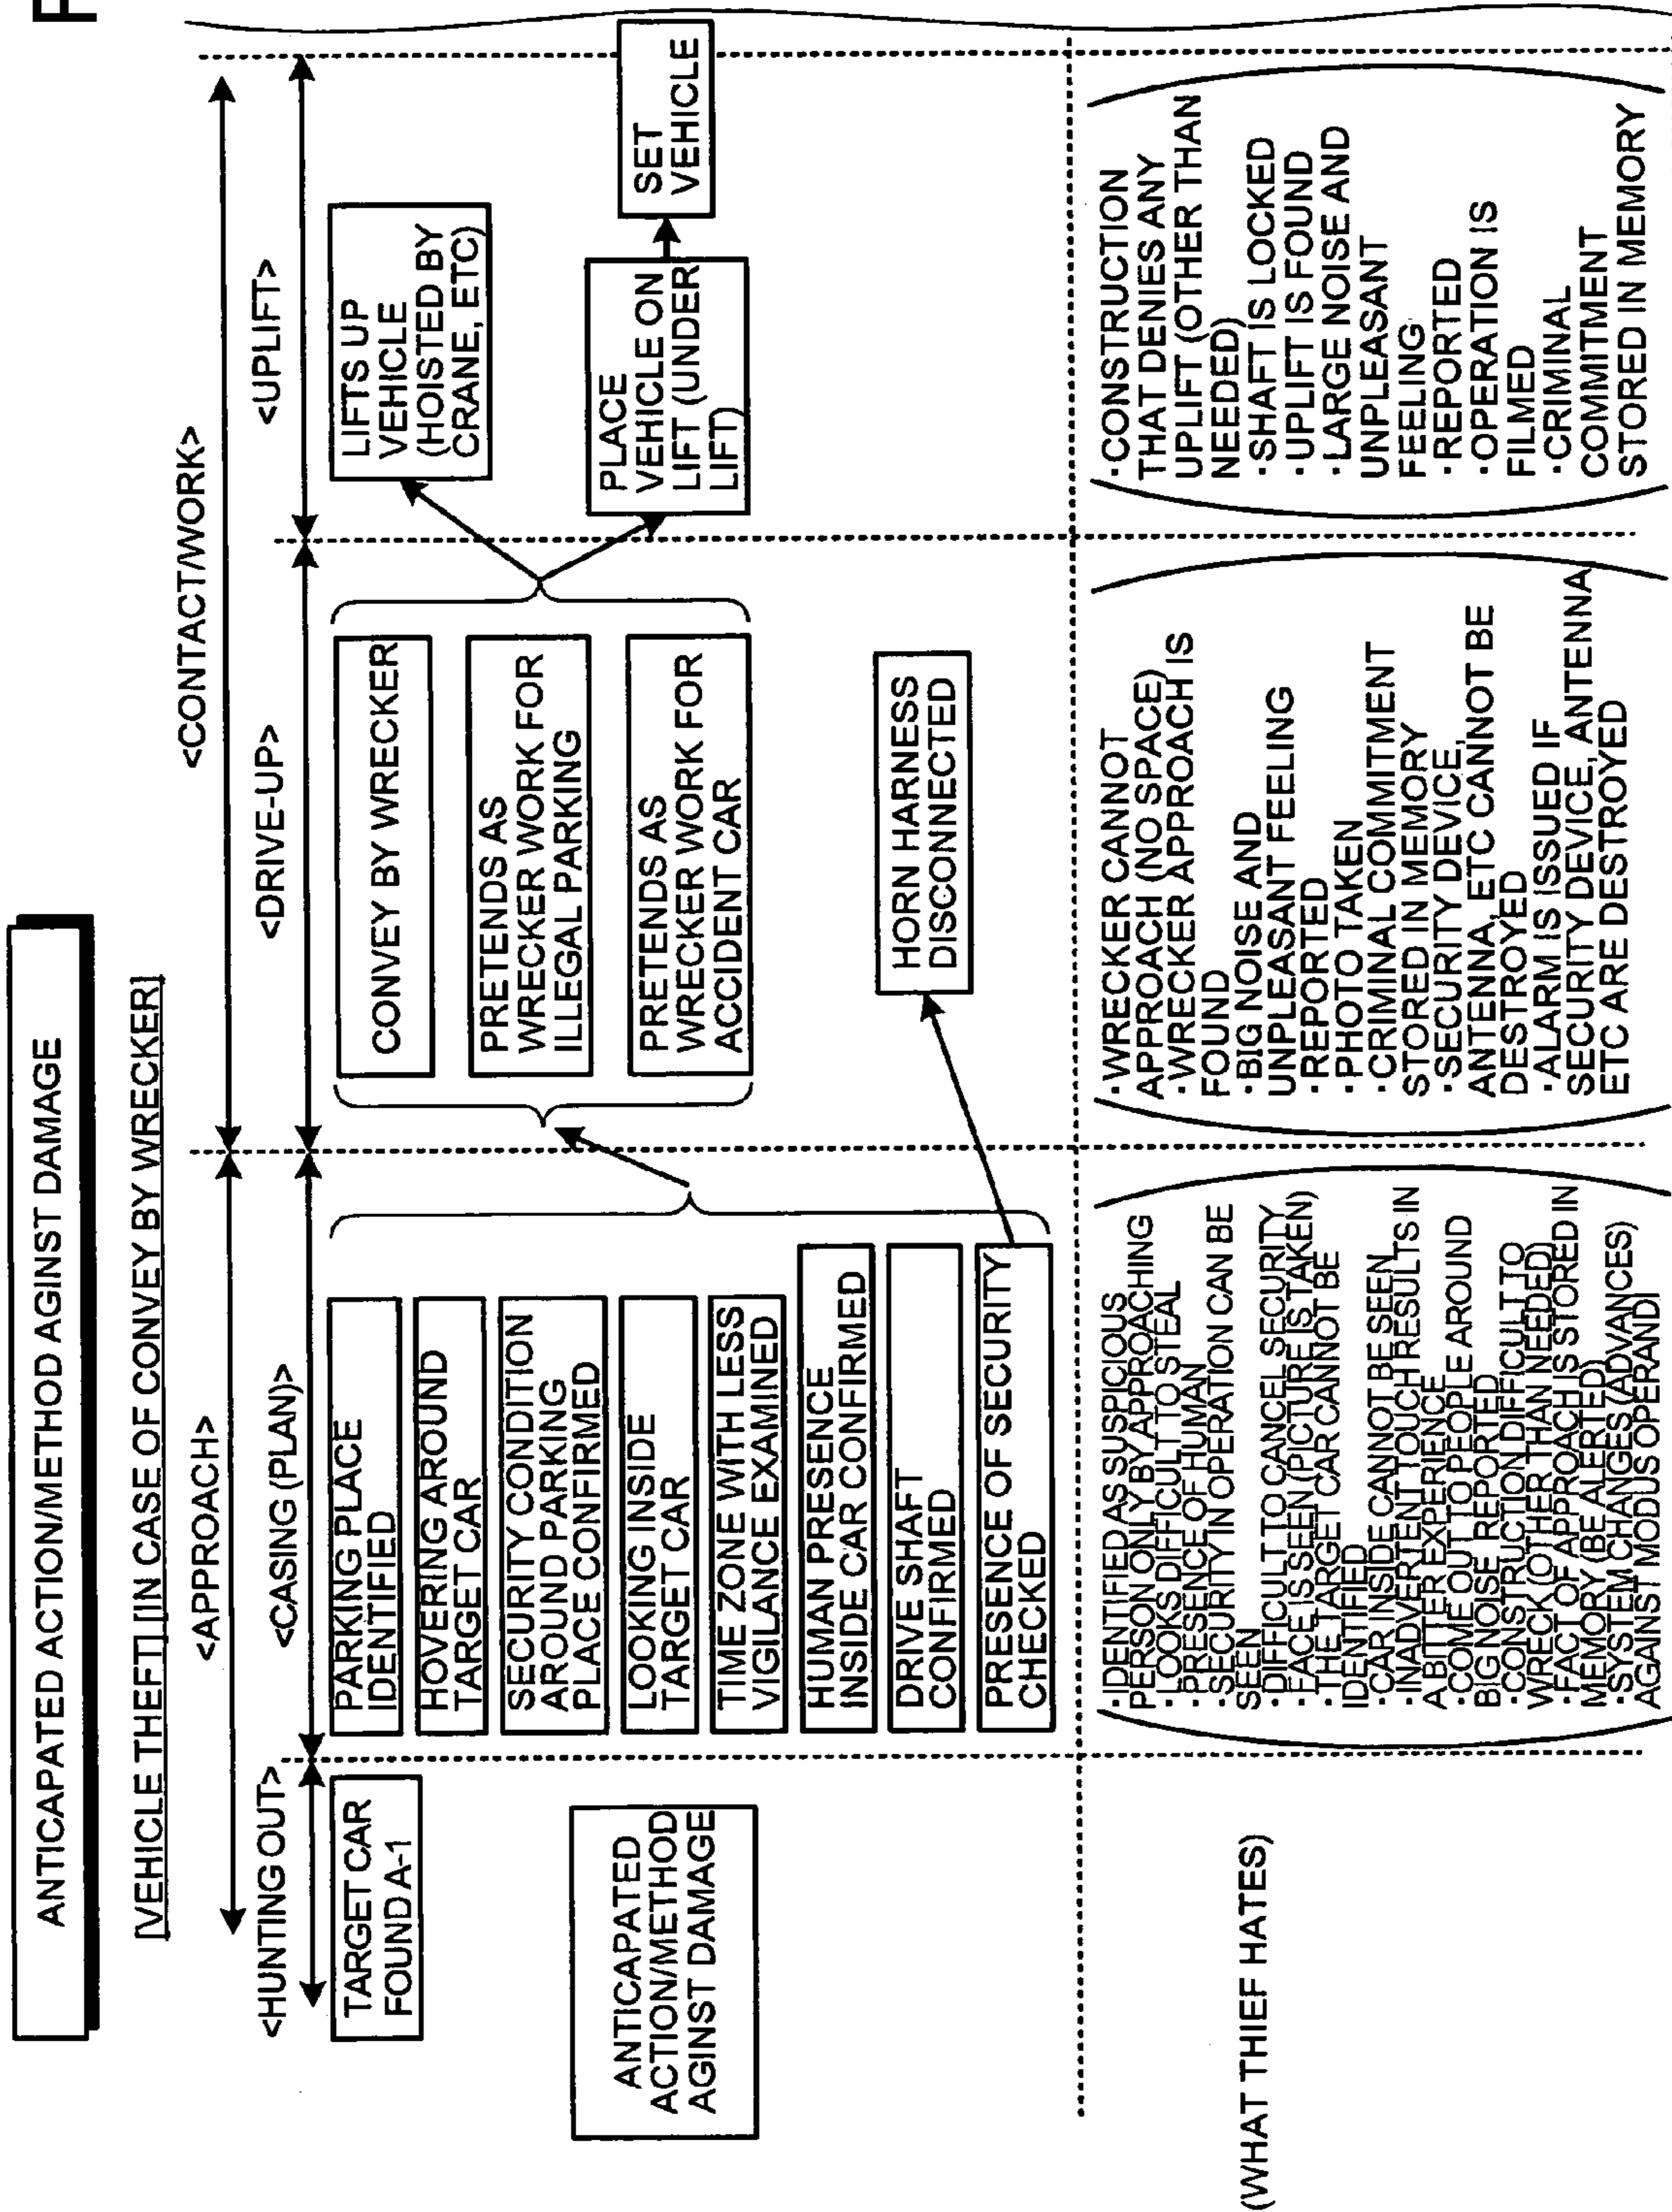 F
ANTICAPATED ACTION/METHOD AGINST DAMAGE
[VEHICLE THEFT] [IN CASE OF CONVEY BY WRECKER]
<APPROACH>
<CONTACT/WORK>
<HUNTING OUT>
<CASING (PLAN)>
<DRIVE-UP>
<UPLIFT>
TARGET CAR
FOUND A-1
ANTICAPATED
ACTION/METHOD
AGINST DAMAGE
PARKING PLACE
IDENTIFIED
HOVERING AROUND
TARGET CAR
SECURITY CONDITION
AROUND PARKING
PLACE CONFIRMED
LOOKING INSIDE
TARGET CAR
TIME ZONE WITH LESS
VIGILANCE EXAMINED
HUMAN PRESENCE
INSIDE CAR CONFIRMED
DRIVE SHAFT
CONFIRMED
PRESENCE OF SECURITY
CHECKED
CONVEY BY WRECKER
PRETENDS AS
WRECKER WORK FOR
ILLEGAL PARKING
PRETENDS AS
WRECKER WORK FOR
ACCIDENT CAR
HORN HARNESS
DISCONNECTED
LIFTS UP
VEHICLE
(HOISTED BY
CRANE, ETC)
PLACE
VEHICLE ON
LIFT (UNDER
LIFT)
SET
VEHICLE
(WHAT THIEF HATES)
· IDENTIFIED AS SUSPICIOUS
PERSON ONLY BY APPROACHING
· LOOKS DIFFICULT TO STEAL
· PRESENCE OF HUMAN
· SECURITY IN OPERATION CAN BE
SEEN
· DIFFICULT TO CANCEL SECURITY
· FACE IS SEEN (PICTURE IS TAKEN)
· THE TARGET CAR CANNOT BE
IDENTIFIED
· CAR INSIDE CANNOT BE SEEN
· INADVERTENT TOUCH RESULTS IN
A BITTER EXPERIENCE
· COME OUT TO PEOPLE AROUND
BIG NOISE REPORTED
· CONSTRUCTION DIFFICULT TO
WRECK (OTHER THAN NEEDED)
· FACT OF APPROACH IS STORED IN
MEMORY (BE ALERTED)
· SYSTEM CHANGES (ADVANCES)
AGAINST MODUS OPERANDI
· WRECKER CANNOT
APPROACH (NO SPACE)
· WRECKER APPROACH IS
FOUND
· BIG NOISE AND
UNPLEASANT FEELING
· REPORTED
· PHOTO TAKEN
· CRIMINAL COMMITMENT
STORED IN MEMORY
· SECURITY DEVICE,
ANTENNA, ETC CANNOT BE
DESTROYED
· ALARM IS ISSUED IF
SECURITY DEVICE, ANTENNA
ETC ARE DESTROYED
· CONSTRUCTION
THAT DENIES ANY
UPLIFT (OTHER THAN
NEEDED)
· SHAFT IS LOCKED
· UPLIFT IS FOUND
· LARGE NOISE AND
UNPLEASANT
FEELING
· REPORTED
· OPERATION IS
FILMED
· CRIMINAL
COMMITMENT
STORED IN MEMORY